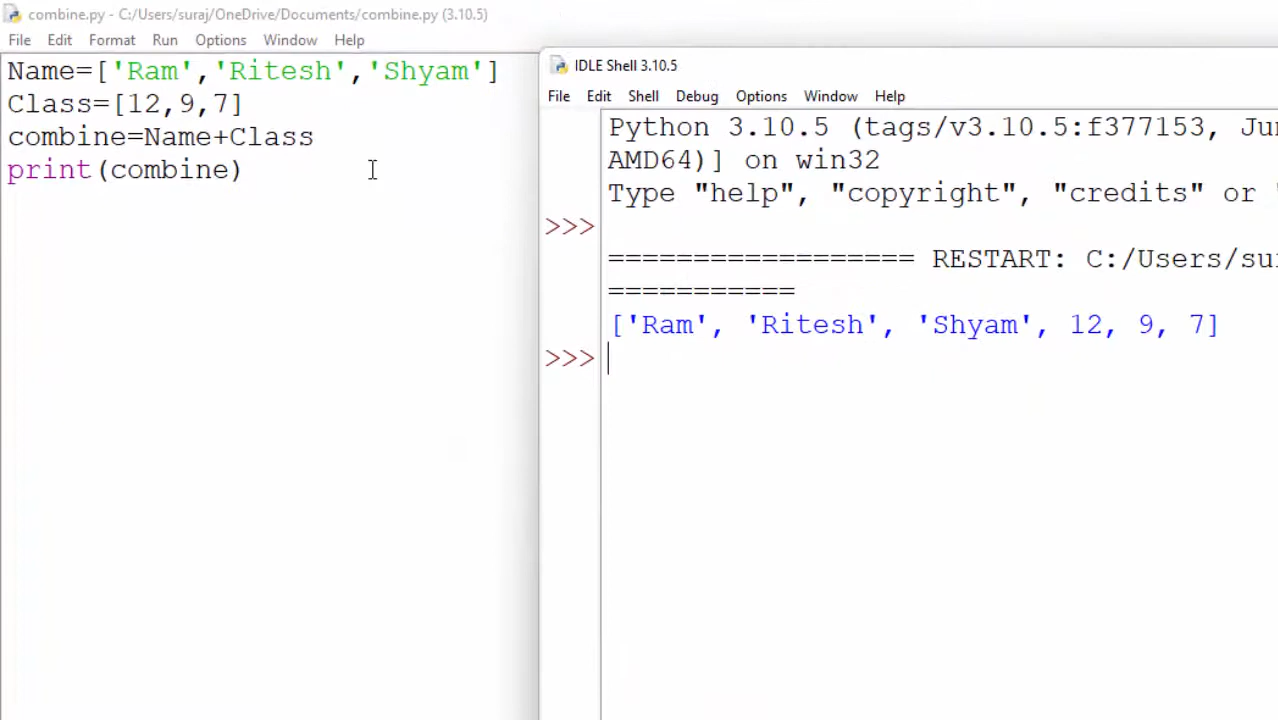 combine.py - C:/Users/suraj/OneDrive/Documents/combine.py (3.10.5)
File Edit Format Run Options Window Help
Name=['Ram','Ritesh','Shyam']
Class=[12,9,7]
combine=Name+Class
print(combine)
IDLE Shell 3.10.5
File Edit Shell Debug Options Window Help
Python 3.10.5 (tags/v3.10.5:f377153, Ju
AMD64)] on win32
Type "help", "copyright", "credits" or "
>>>
================== RESTART: C:/Users/su
===========
['Ram', 'Ritesh', 'Shyam', 12, 9, 7]
>>>